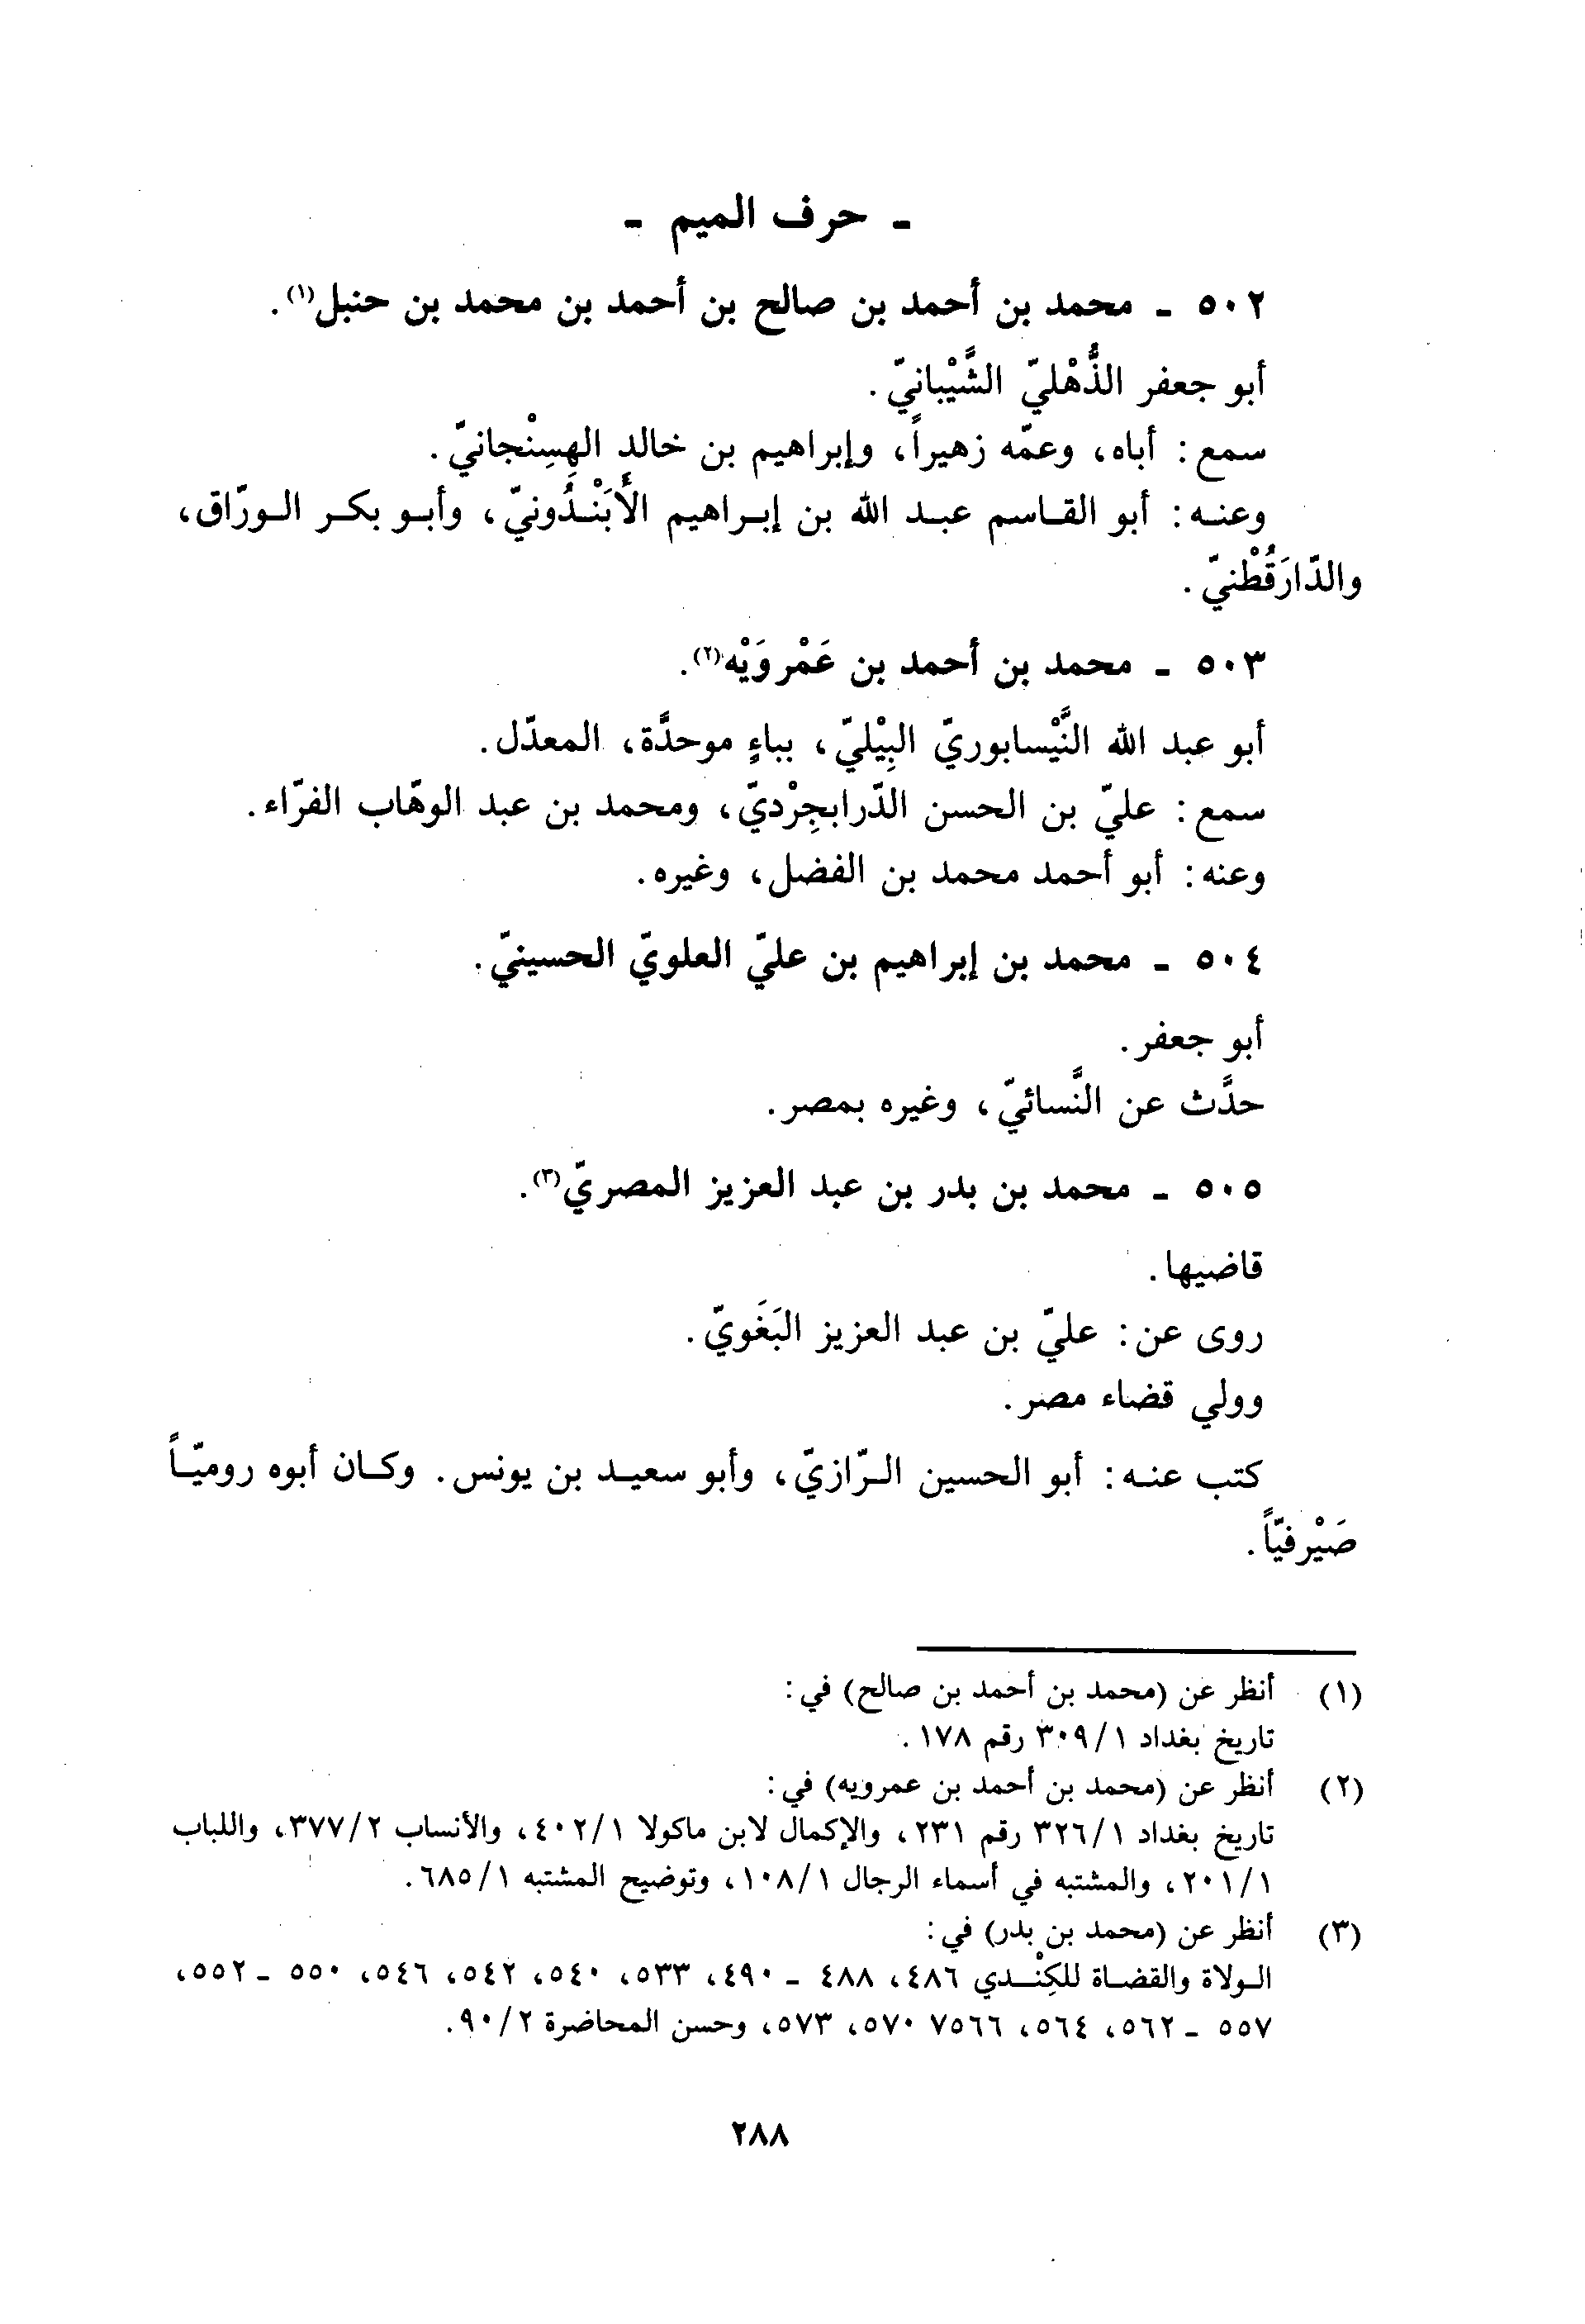 - حرف الميم -
٥٠٢ - محمد بن أحمد بن صالح بن أحمد بن محمد بن حنبل(١).
أبو جعفر الذُّهْليّ الشَّيْبانيّ.
سمع: أباه، وعمّه زهيراً، وإبراهيم بن خالد الهِسِنْجانيّ.
وعنه: أبو القاسم عبد الله بن إبراهيم الأَبَنْدُونيّ، وأبو بكر الورّاق،
والدّارَقُطْنيّ.
٥٠٣ - محمد بن أحمد بن عَمْروَيْه(٢).
أبو عبد الله النَّيْسابوريّ البِيْليّ، بباءٍ موحدَّة، المعدّل.
سمع: عليّ بن الحسن الدّرابجِرْديّ، ومحمد بن عبد الوهّاب الفرّاء.
وعنه: أبو أحمد محمد بن الفضل، وغيره.
٥٠٤ - محمد بن إبراهيم بن عليّ العلويّ الحسينيّ.
أبو جعفر.
حدَّث عن النَّسائيّ، وغيره بمصر.
٥٠٥ - محمد بن بدر بن عبد العزيز المصريّ(٣).
قاضيها.
روى عن: عليّ بن عبد العزيز البَغَويّ.
وولي قضاء مصر.
كتب عنه: أبو الحسين الرّازيّ، وأبو سعيد بن يونس. وكان أبوه روميّاً
صَيْرفيّاً.
(١) أنظر عن (محمد بن أحمد بن صالح) في:
تاريخ بغداد ٣٠٩/١ رقم ١٧٨.
(٢) أنظر عن (محمد بن أحمد بن عمرويه) في:
تاريخ بغداد ٣٢٦/١ رقم ٢٣١، والإكمال لابن ماكولا ٤٠٢/١، والأنساب ٣٧٧/٢، واللباب
٢٠١/١، والمشتبه في أسماء الرجال ١٠٨/١، وتوضيح المشتبه ٦٨٥/١.
(٣) أنظر عن (محمد بن بدر) في:
الولاة والقضاة للكِنْدي ٤٨٦، ٤٨٨ - ٤٩٠، ٥٣٣، ٥٤٠، ٥٤٢، ٥٤٦، ٥٥٠ - ٥٥٢،
٥٥٧ - ٥٦٢، ٥٦٤، ٧٥٦٦ ٥٧٠، ٥٧٣، وحسن المحاضرة ٩٠/٢.
٢٨٨